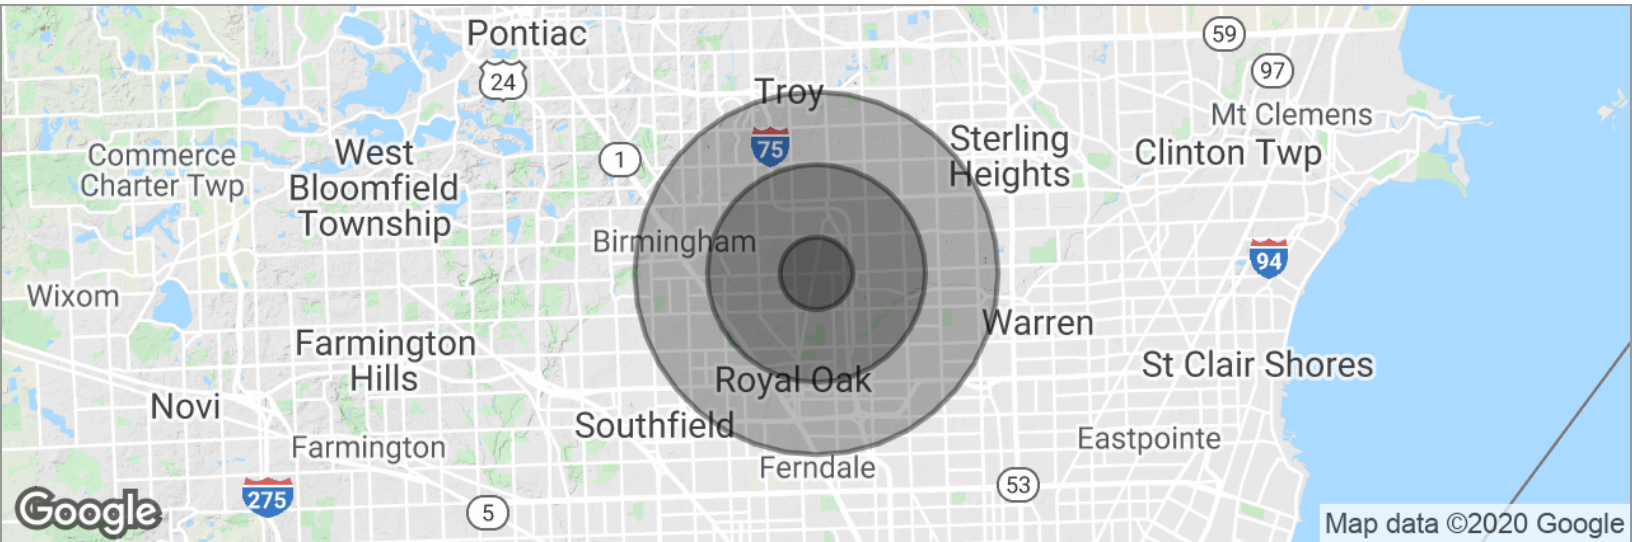 Pontiac
59
24
97
Troy
Mt Clemens
75
Sterling
Heights
Commerce
Charter Twp
West
Bloomfield
Township
1
Clinton Twp
Birmingham
94
Wixom
Warren
Farmington
Hills
St Clair Shores
Royal Oak
Novi
Southfield
Farmington
Eastpointe
Ferndale
275
53
5
Google
Map data ©2020 Google